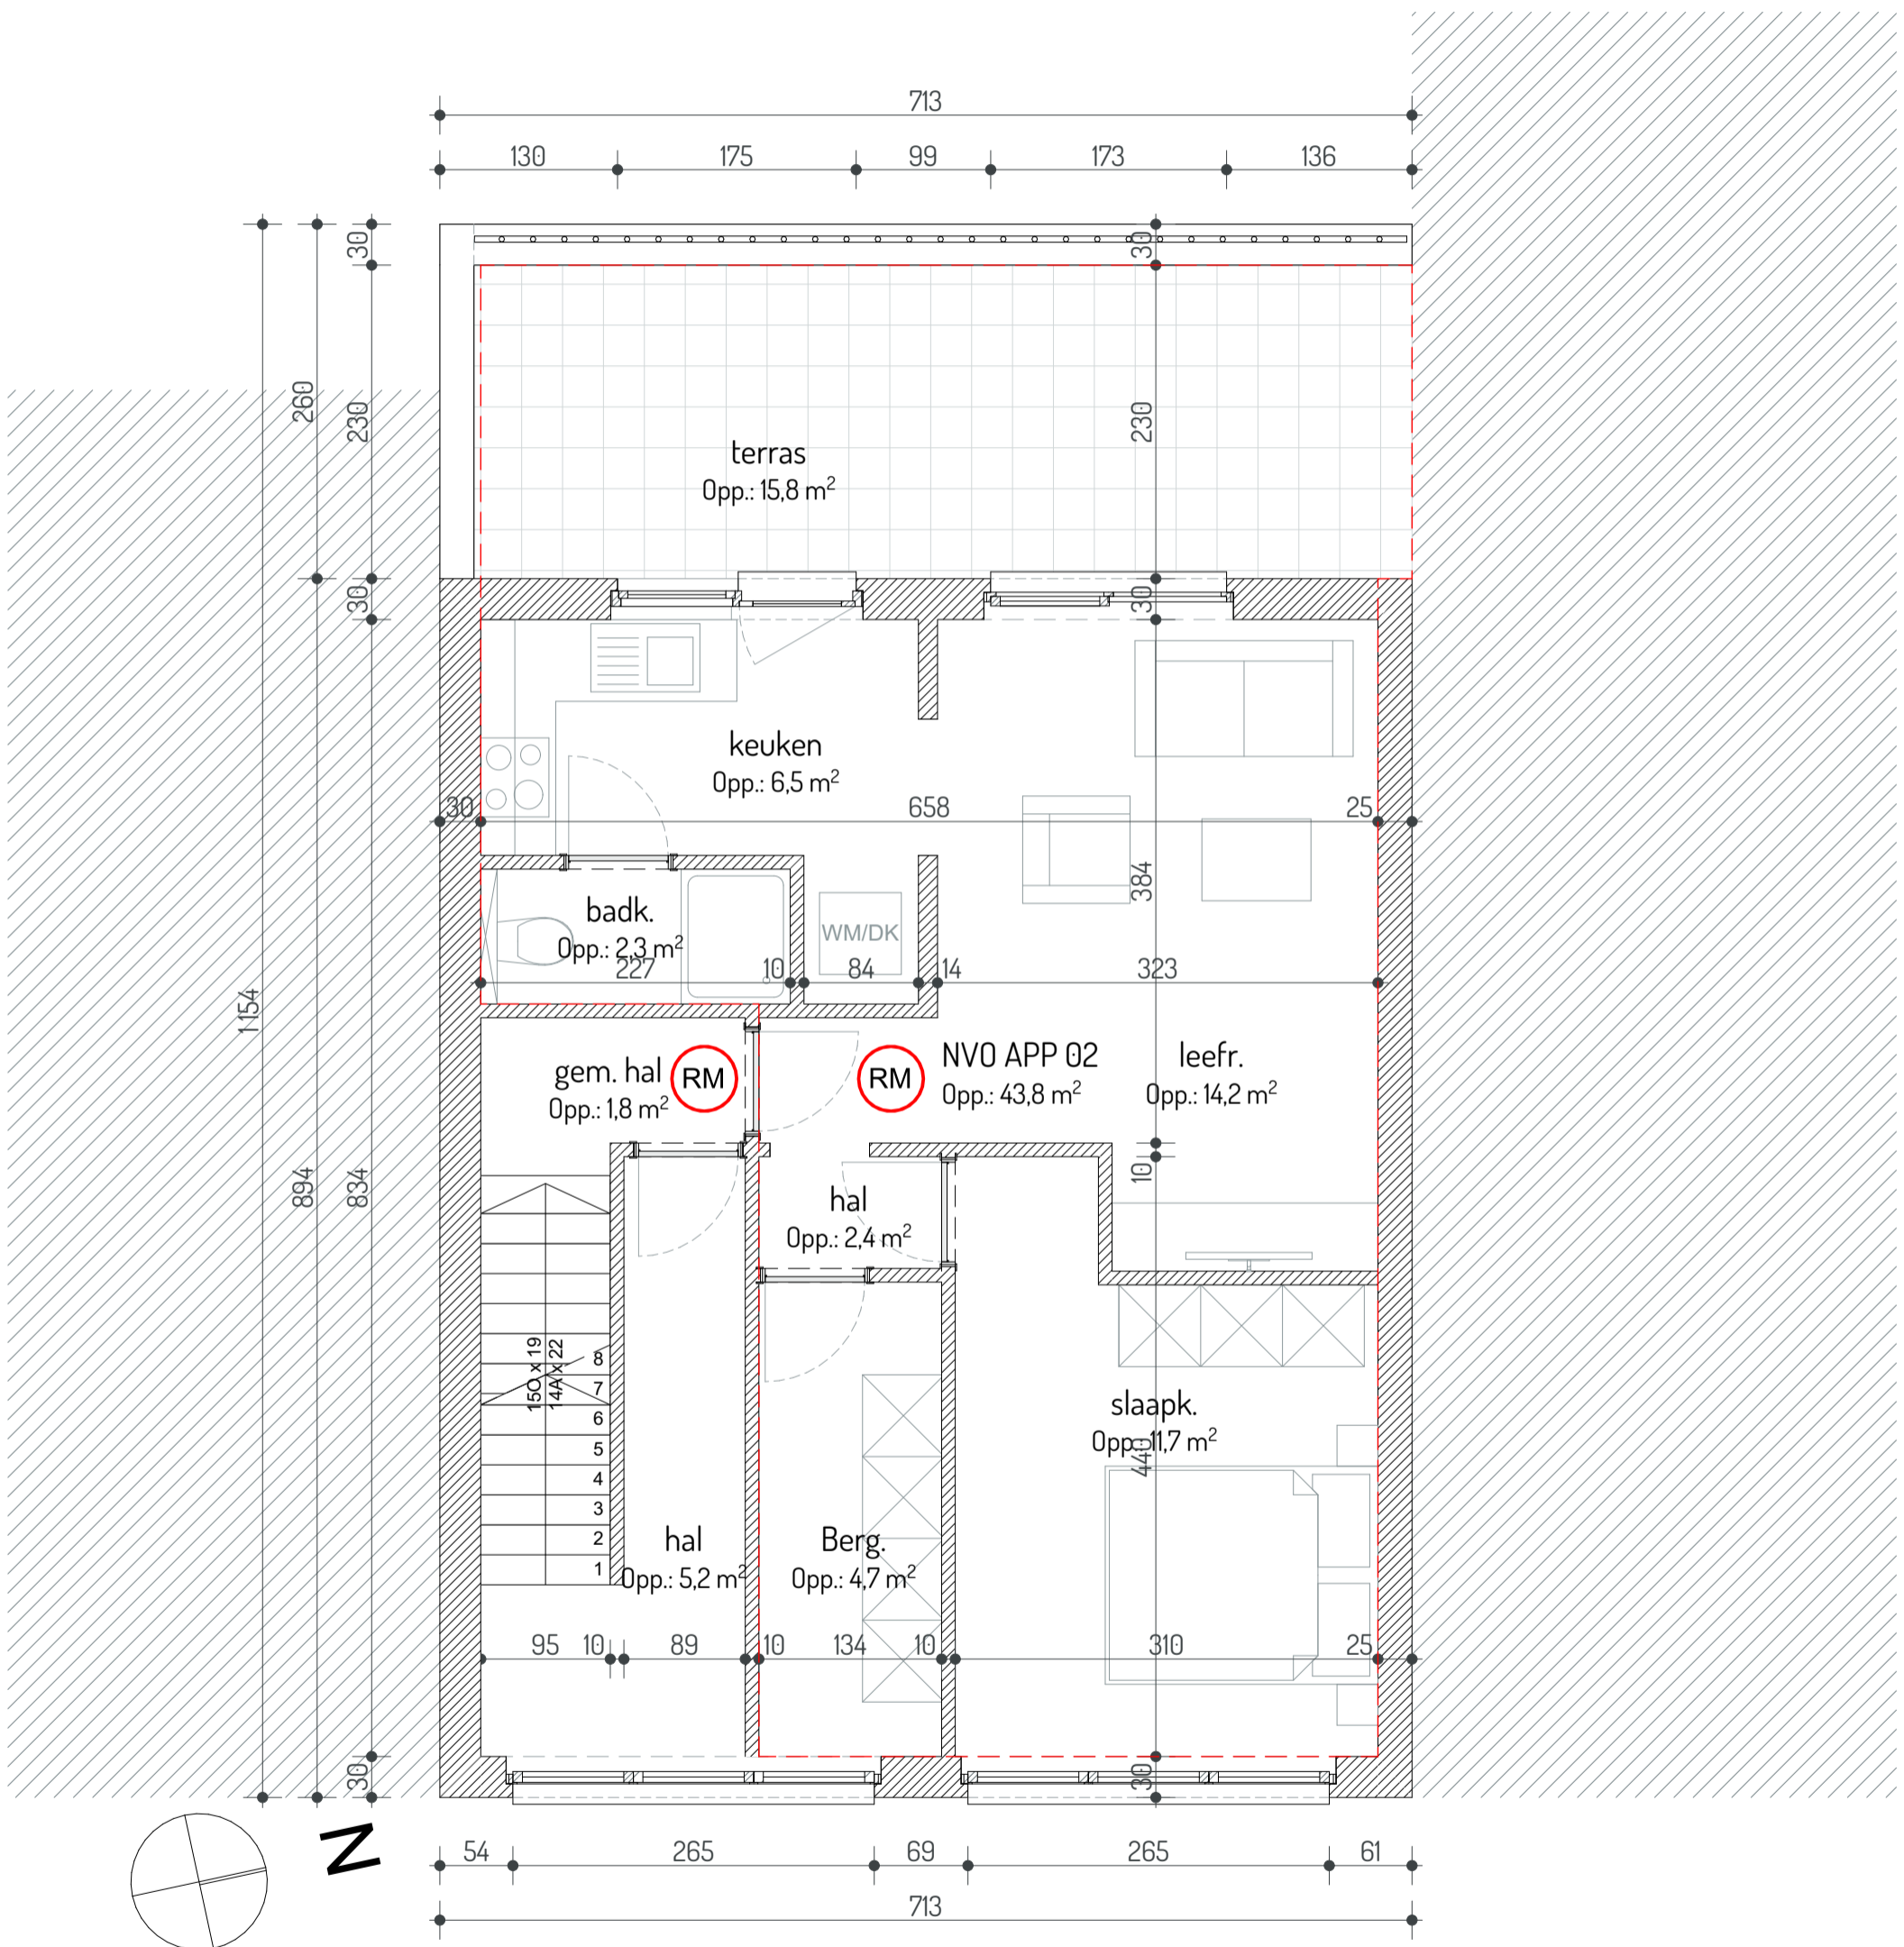 713
130 175 99 173 136
30 30
260 230 230
terras
Opp.: 15,8 m²
30 30
keuken
Opp.: 6,5 m²
30 658 25
384
badk.
Opp.: 2,3 m²
WM/DK
227 10 84 14 323
1154
gem. hal
Opp.: 1,8 m²
RM
RM
NVO APP 02
Opp.: 43,8 m²
leefr.
Opp.: 14,2 m²
894 834
10
hal
Opp.: 2,4 m²
15O x 19
14A x 22
8
7
6
5
4
3
2
1
slaapk.
Opp.: 11,7 m²
440
hal
Opp.: 5,2 m²
Berg.
Opp.: 4,7 m²
95 10 89 10 134 10 310 25
30 30
N
54 265 69 265 61
713